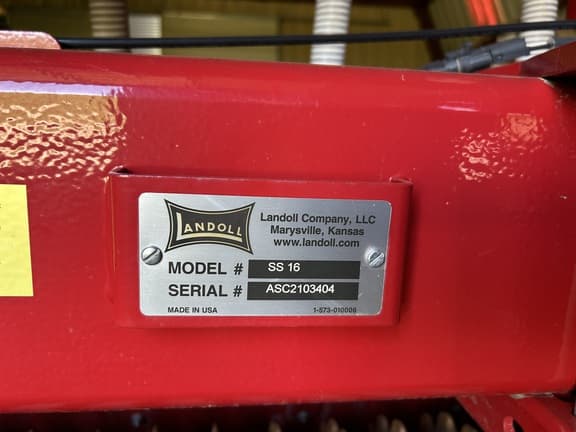 LANDOLL
Landoll Company, LLC
Marysville, Kansas
www.landoll.com
MODEL # SS 16
SERIAL # ASC2103404
MADE IN USA 1-573-010008